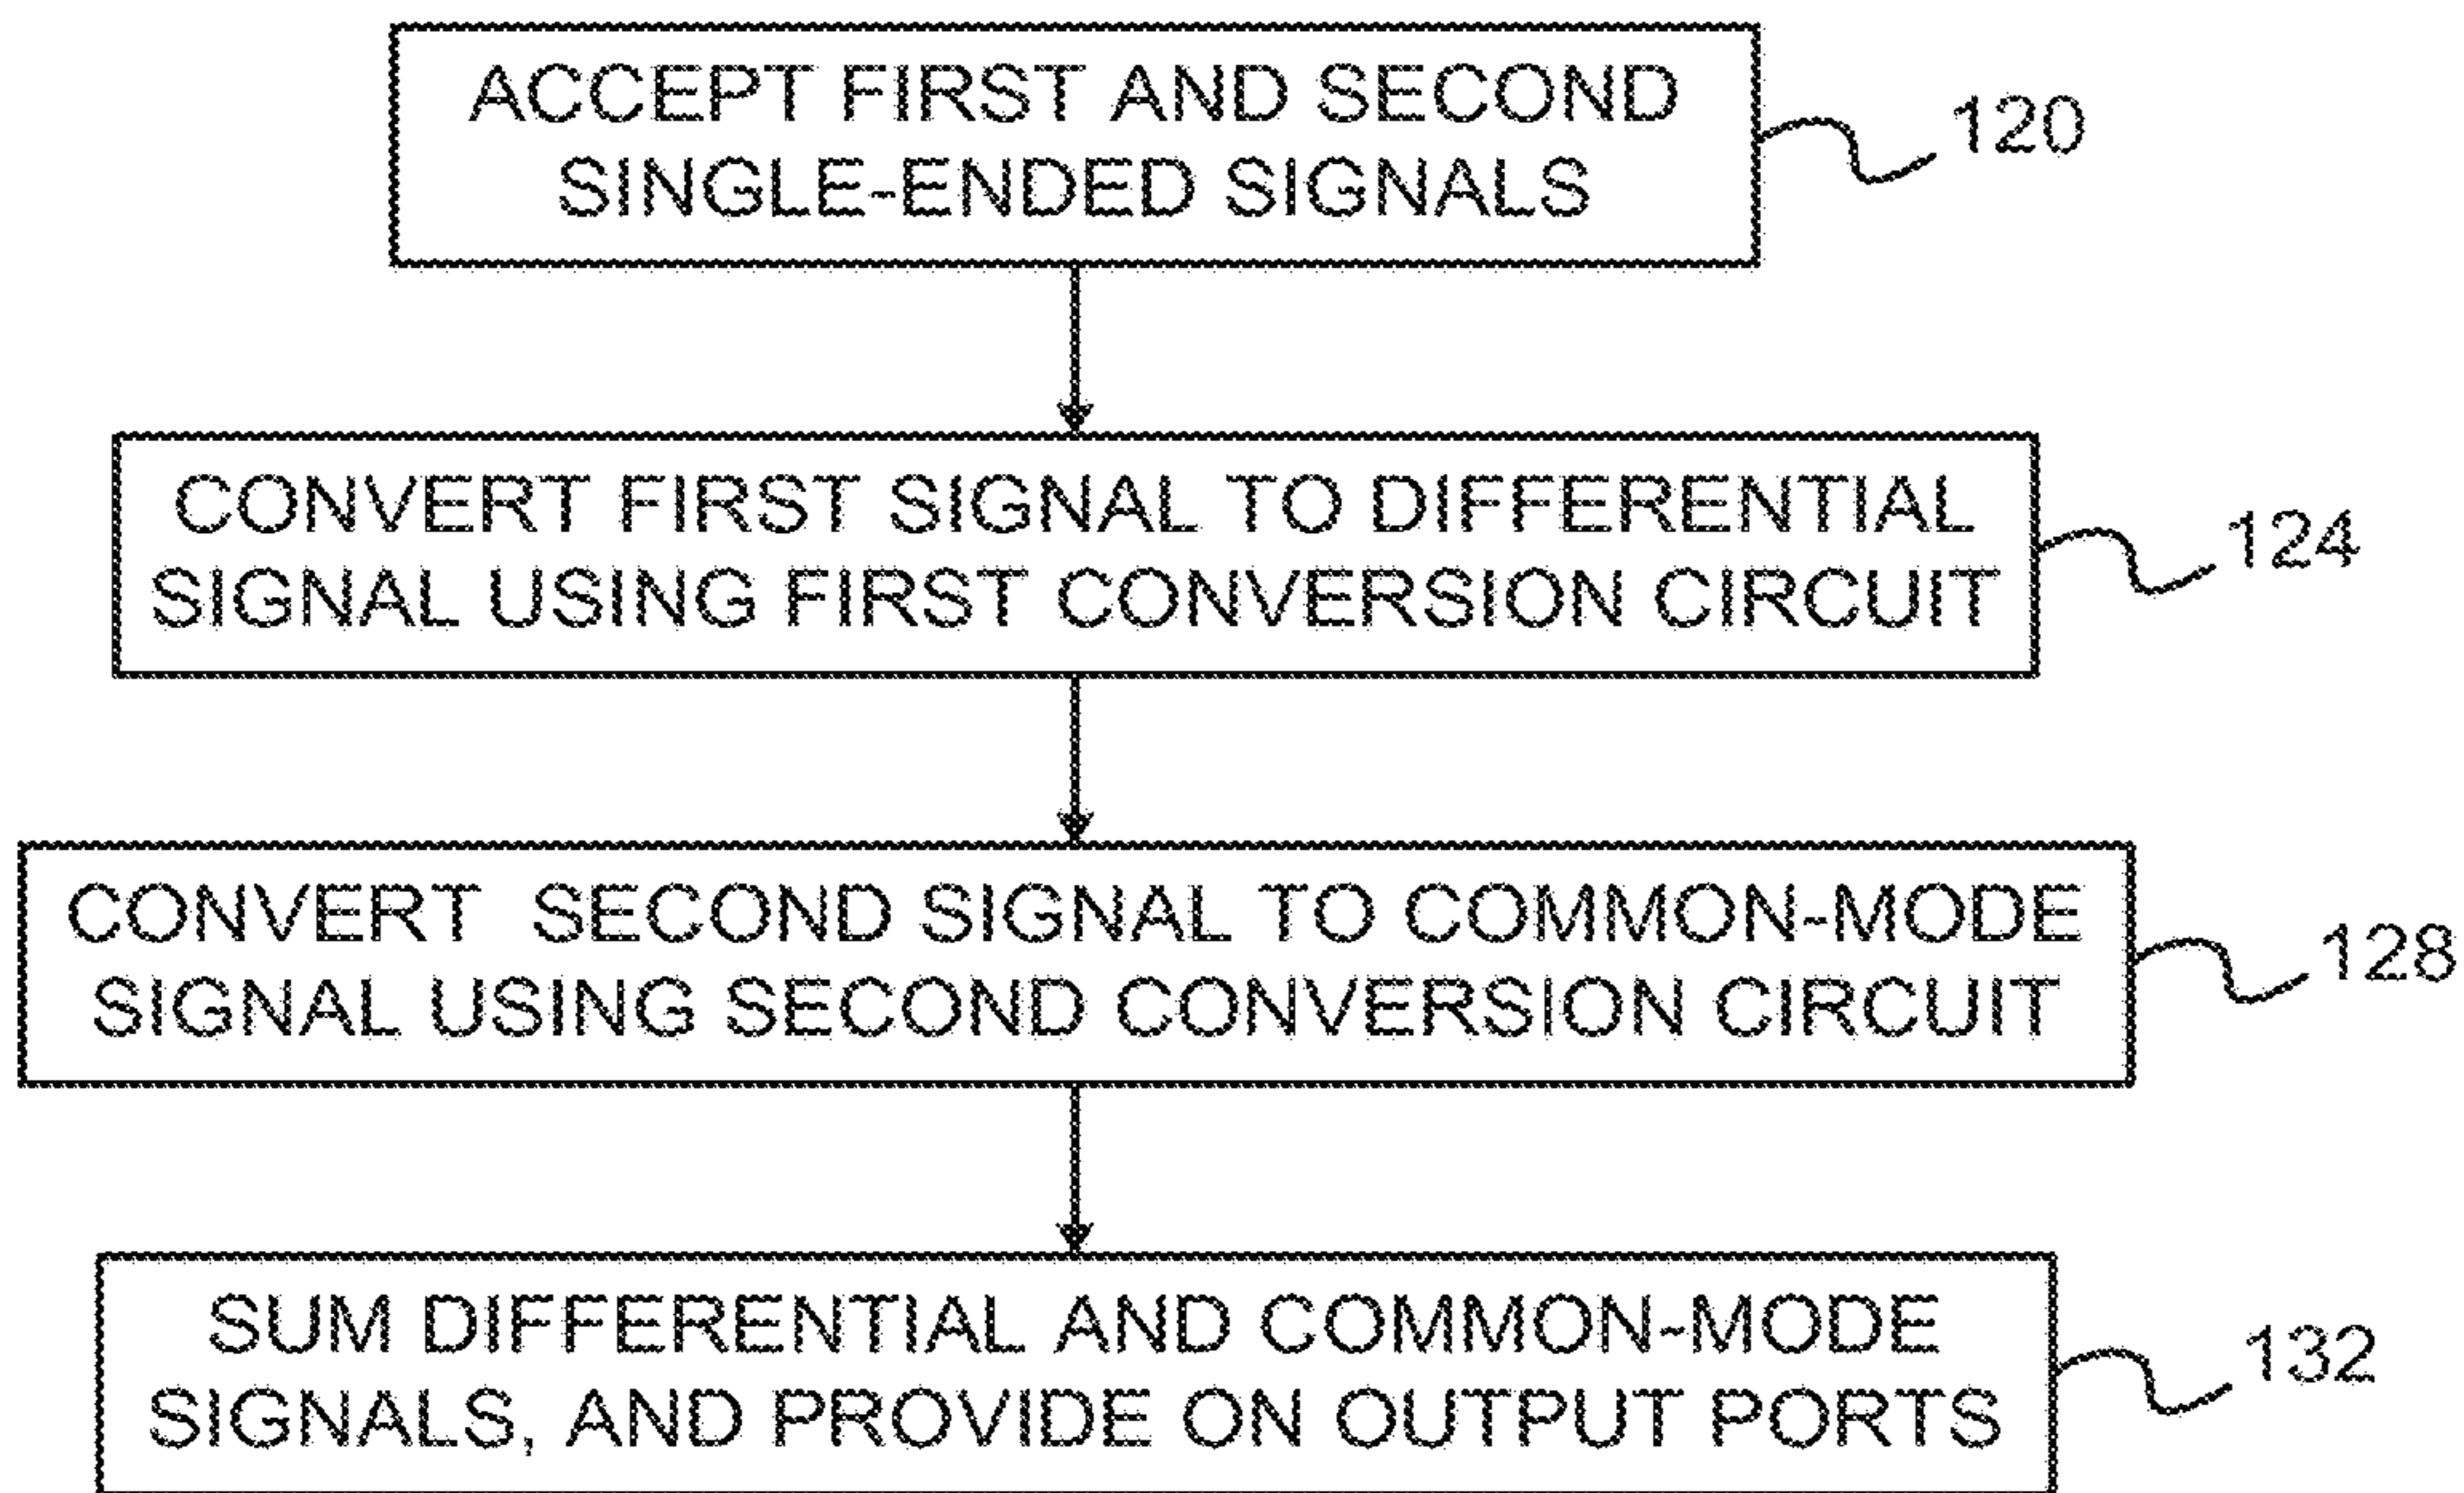 ACCEPT FIRST AND SECOND
SINGLE-ENDED SIGNALS
120
CONVERT FIRST SIGNAL TO DIFFERENTIAL
SIGNAL USING FIRST CONVERSION CIRCUIT
124
CONVERT SECOND SIGNAL TO COMMON-MODE
SIGNAL USING SECOND CONVERSION CIRCUIT
128
SUM DIFFERENTIAL AND COMMON-MODE
SIGNALS, AND PROVIDE ON OUTPUT PORTS
132